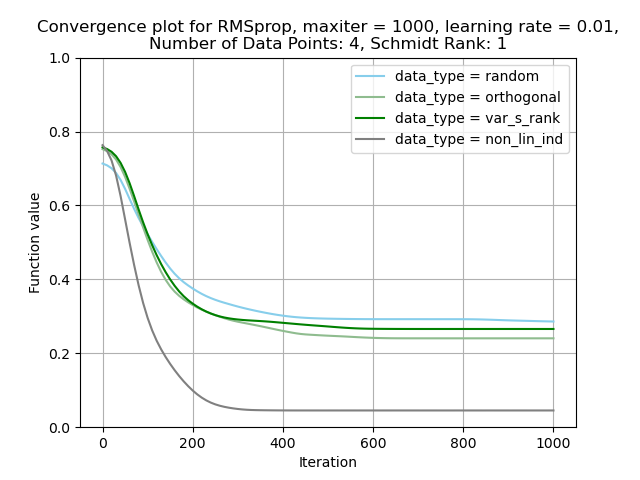 Convergence plot for RMSprop, maxiter = 1000, learning rate = 0.01,
Number of Data Points: 4, Schmidt Rank: 1
data_type = random
data_type = orthogonal
data_type = var_s_rank
data_type = non_lin_ind
Function value
1.0
0.8
0.6
0.4
0.2
0.0
0 200 400 600 800 1000
Iteration